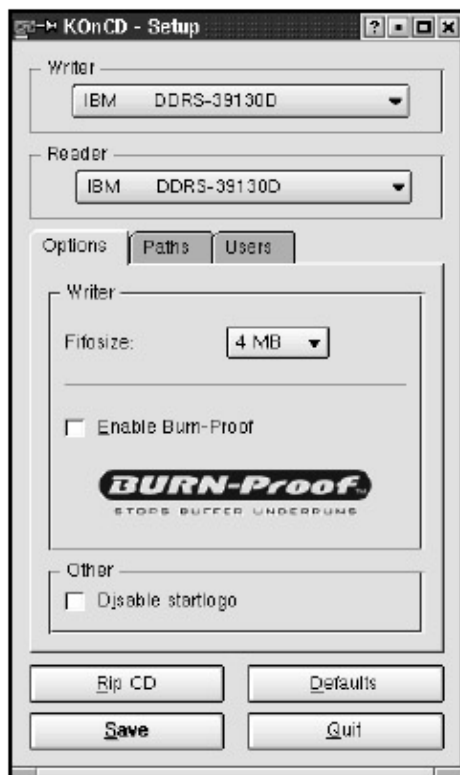 KOnCD - Setup
Writer
IBM DDRS-39130D
Reader
IBM DDRS-39130D
Options Paths Users
Writer
Fifosize: 4 MB
Enable Burn-Proof
BURN-Proof™
STOPS BUFFER UNDERRUNS
Other
Disable startlogo
Rip CD Defaults
Save Quit